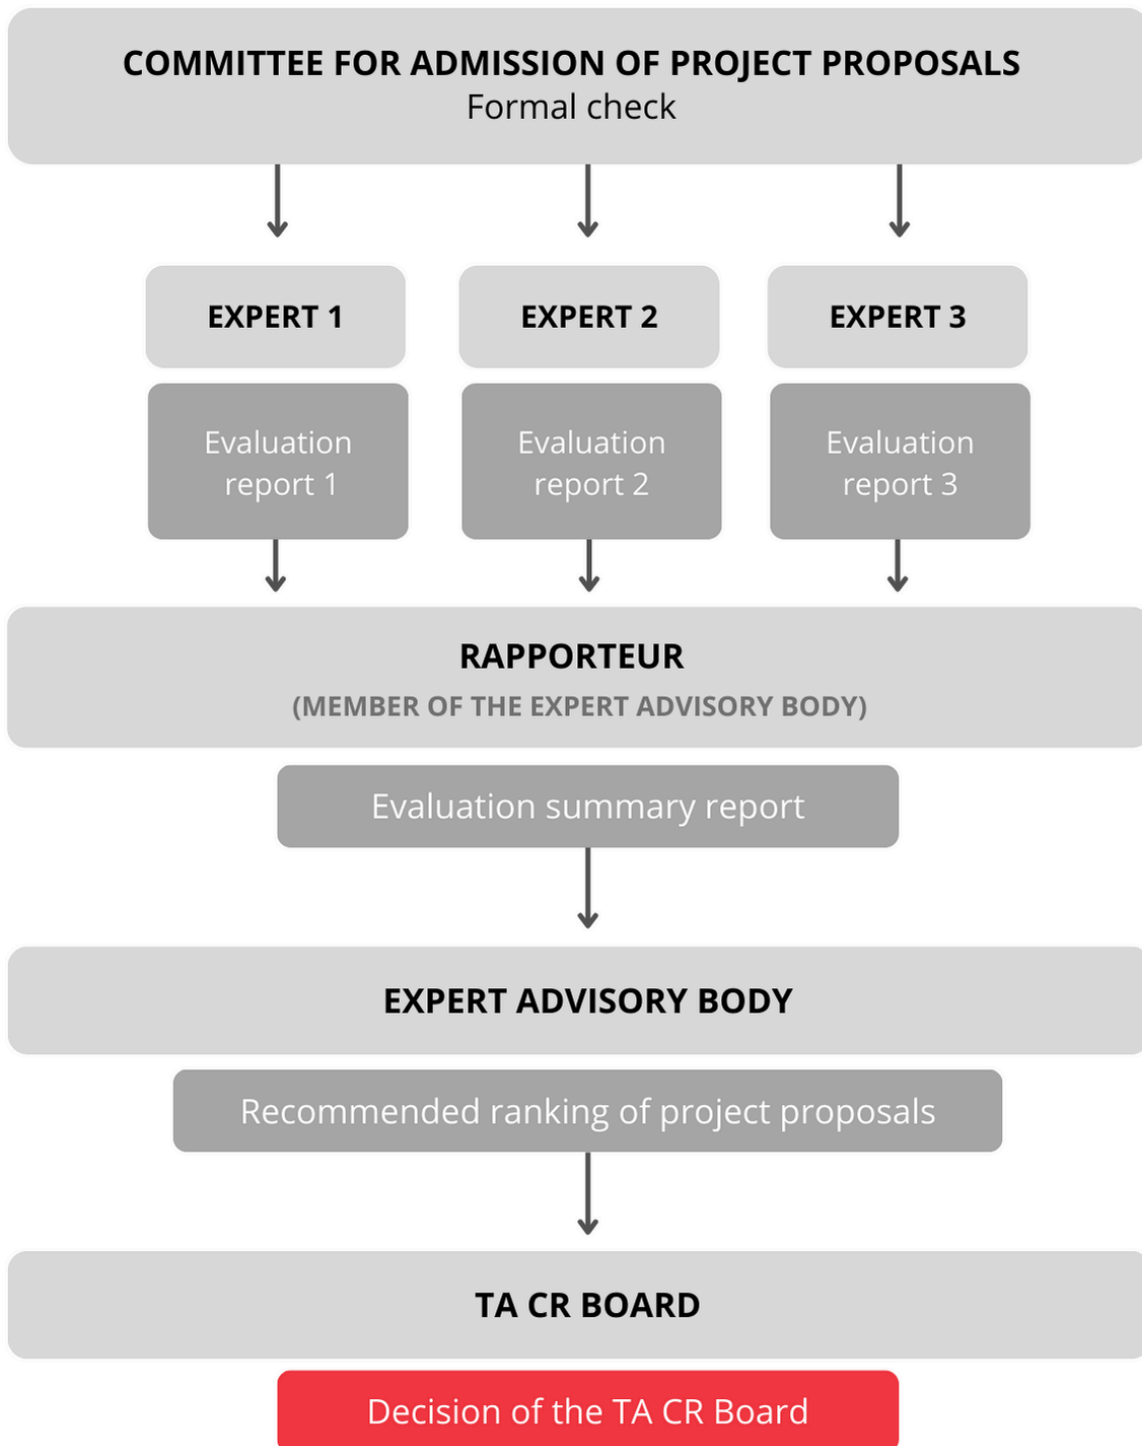 COMMITTEE FOR ADMISSION OF PROJECT PROPOSALS
Formal check
EXPERT 1
EXPERT 2
EXPERT 3
Evaluation
report 1
Evaluation
report 2
Evaluation
report 3
RAPPORTEUR
(MEMBER OF THE EXPERT ADVISORY BODY)
Evaluation summary report
EXPERT ADVISORY BODY
Recommended ranking of project proposals
TA CR BOARD
Decision of the TA CR Board